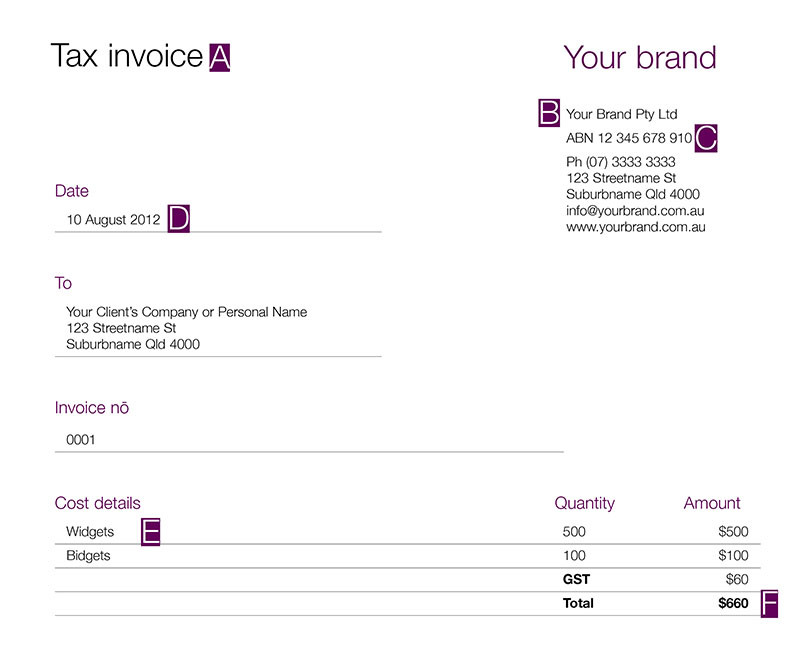 Tax invoice A
Your brand
B Your Brand Pty Ltd
ABN 12 345 678 910 C
Ph (07) 3333 3333
123 Streetname St
Suburbname Qld 4000
info@yourbrand.com.au
www.yourbrand.com.au
Date
10 August 2012 D
To
Your Client's Company or Personal Name
123 Streetname St
Suburbname Qld 4000
Invoice nō
0001
Cost details Quantity Amount
Widgets E 500 $500
Bidgets 100 $100
GST $60
Total $660 F